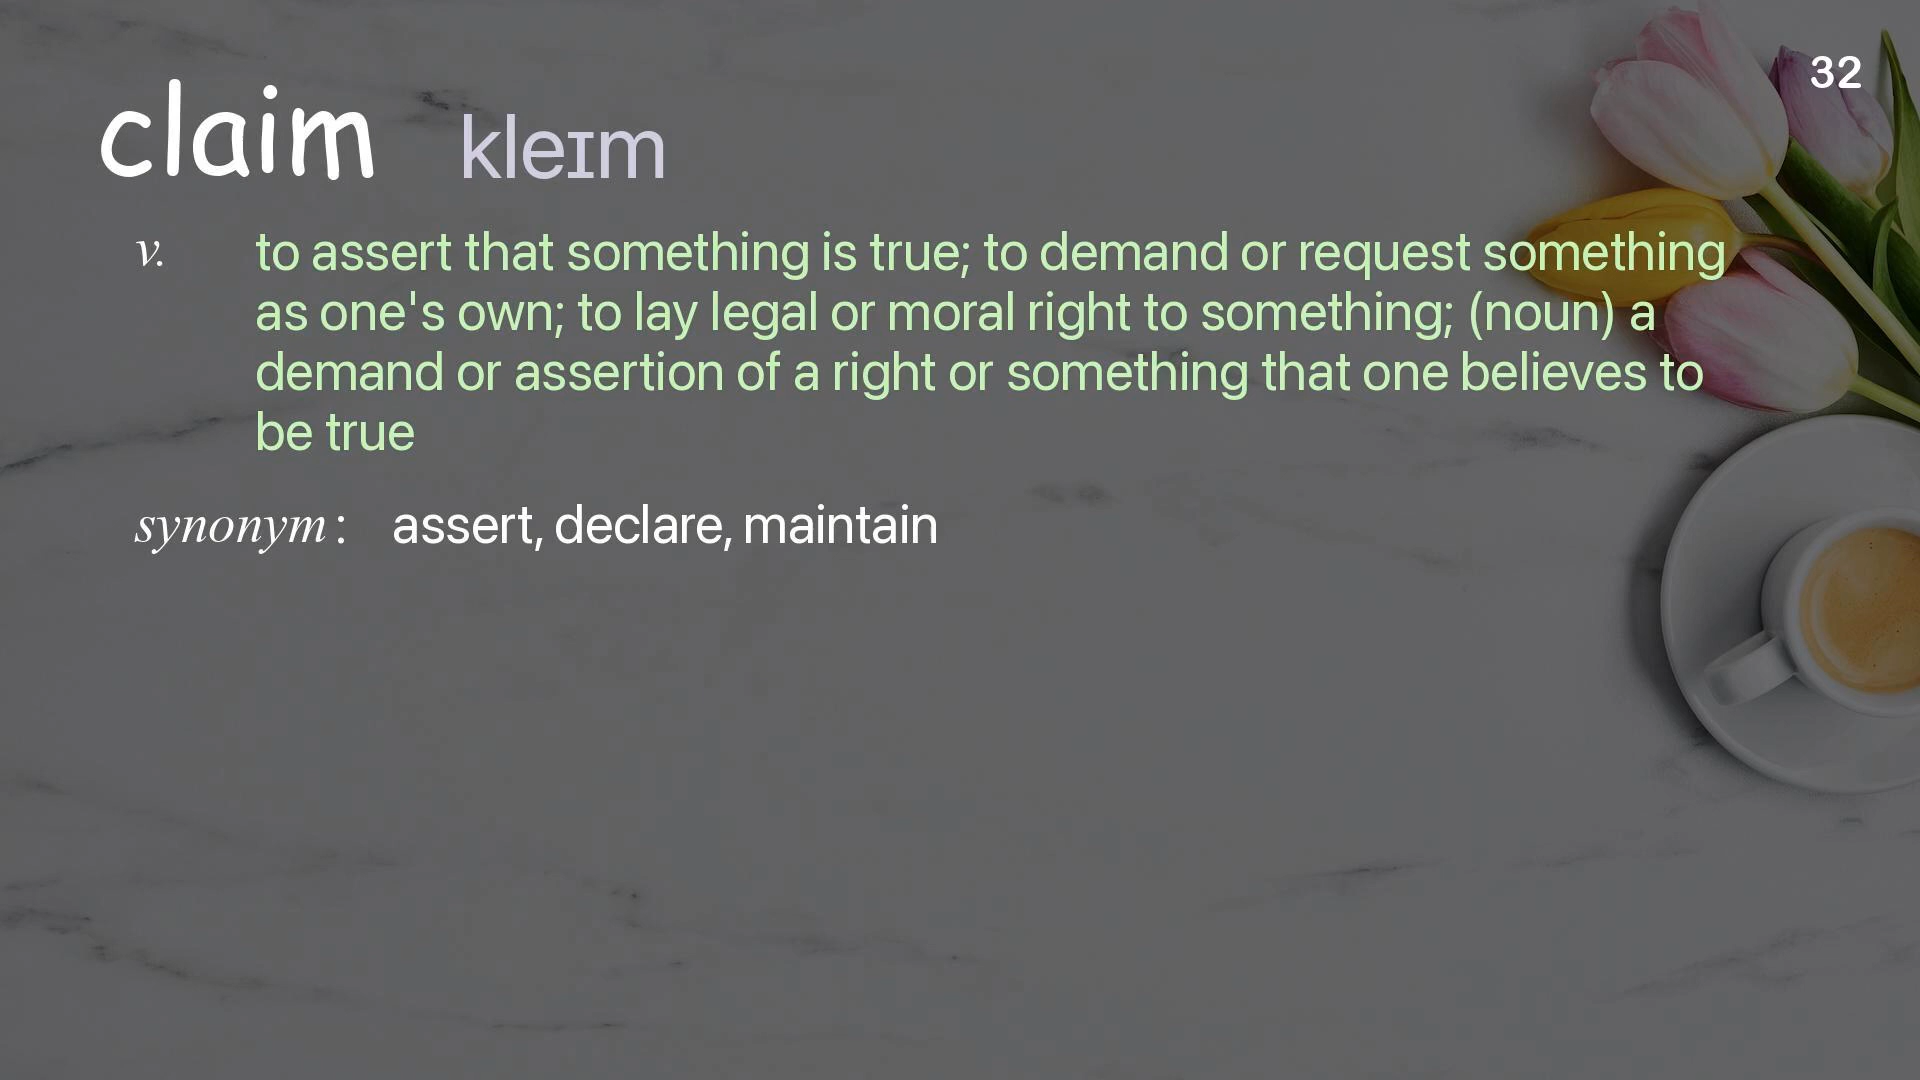 32
claim kleɪm
v. to assert that something is true; to demand or request something
as one's own; to lay legal or moral right to something; (noun) a
demand or assertion of a right or something that one believes to
be true
synonym: assert, declare, maintain